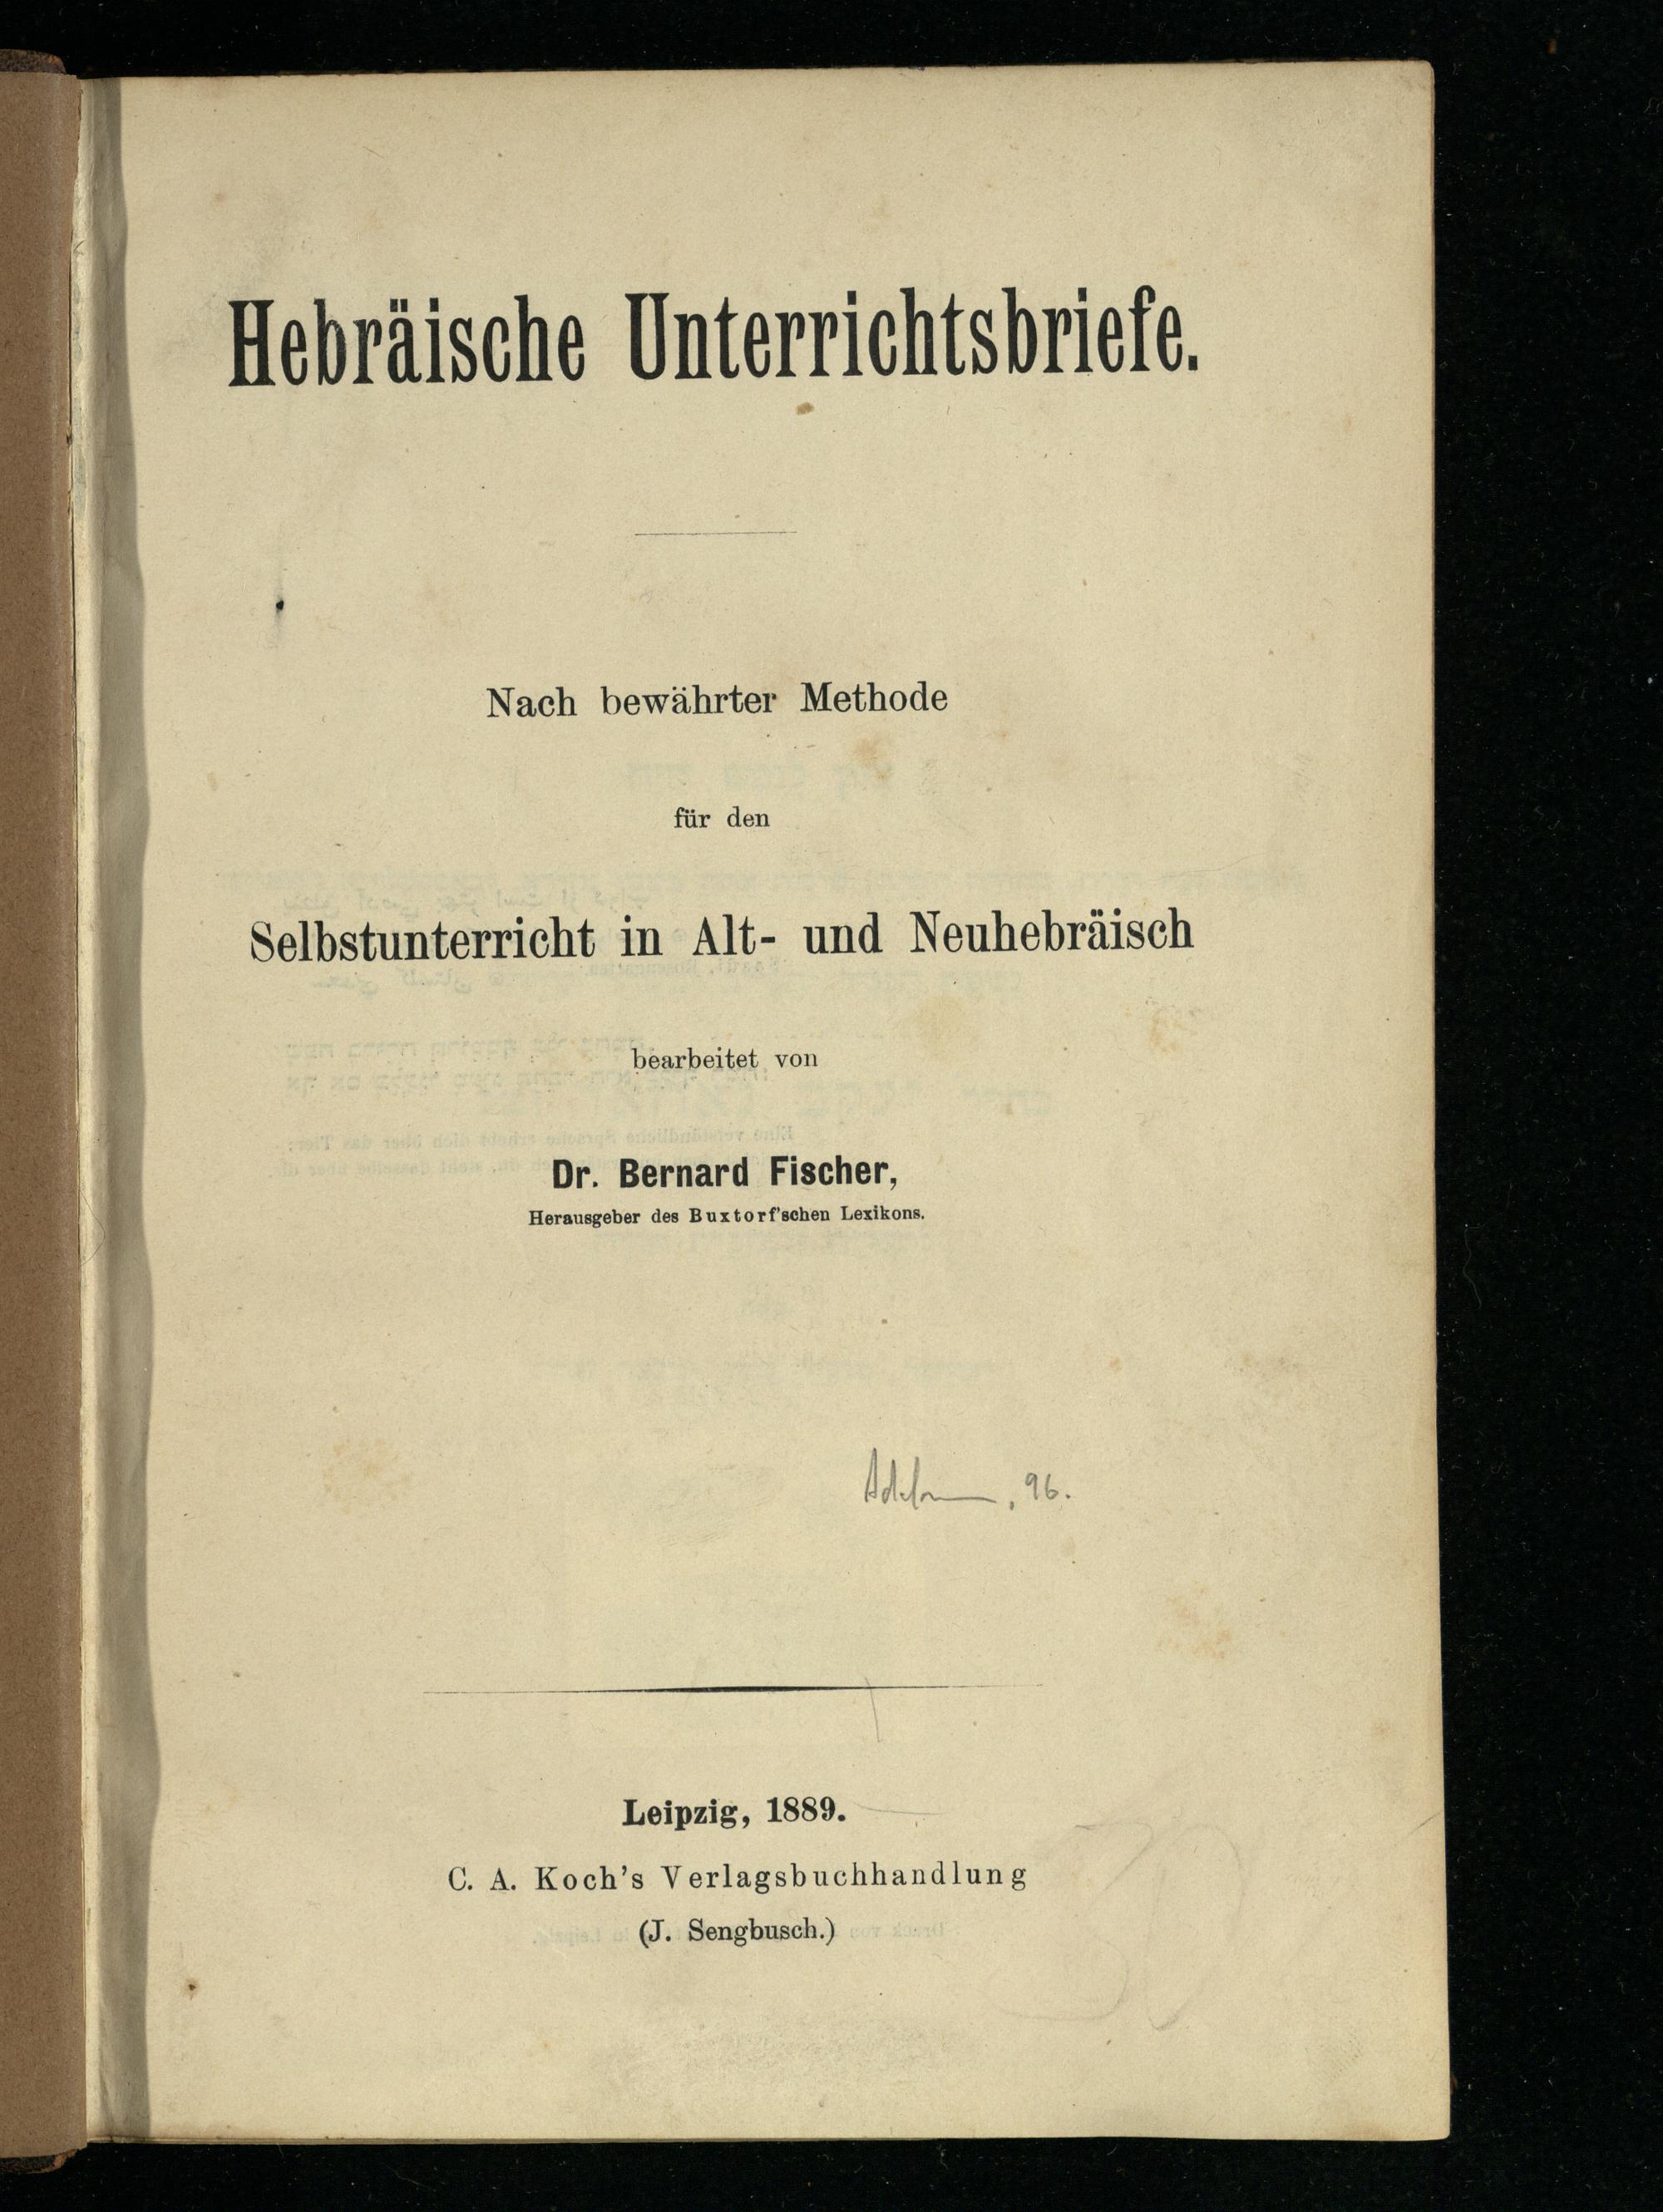 Hebräische Unterrichtsbriefe.
Nach bewährter Methode
für den
Selbstunterricht in Alt- und Neuhebräisch
bearbeitet von
Dr. Bernard Fischer,
Herausgeber des Buxtorf'schen Lexikons.
, 96.
Leipzig, 1889.
C. A. Koch's Verlagsbuchhandlung
(J. Sengbusch.)